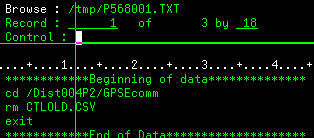 Browse : /tmp/P568001.TXT
Record : 1 of 3 by 18
Control :
....+....1....+....2....+....3....+....4....+
************Beginning of data**************
cd /Dist004P2/GPSEcomm
rm CTLOLD.CSV
exit
************End of Data********************